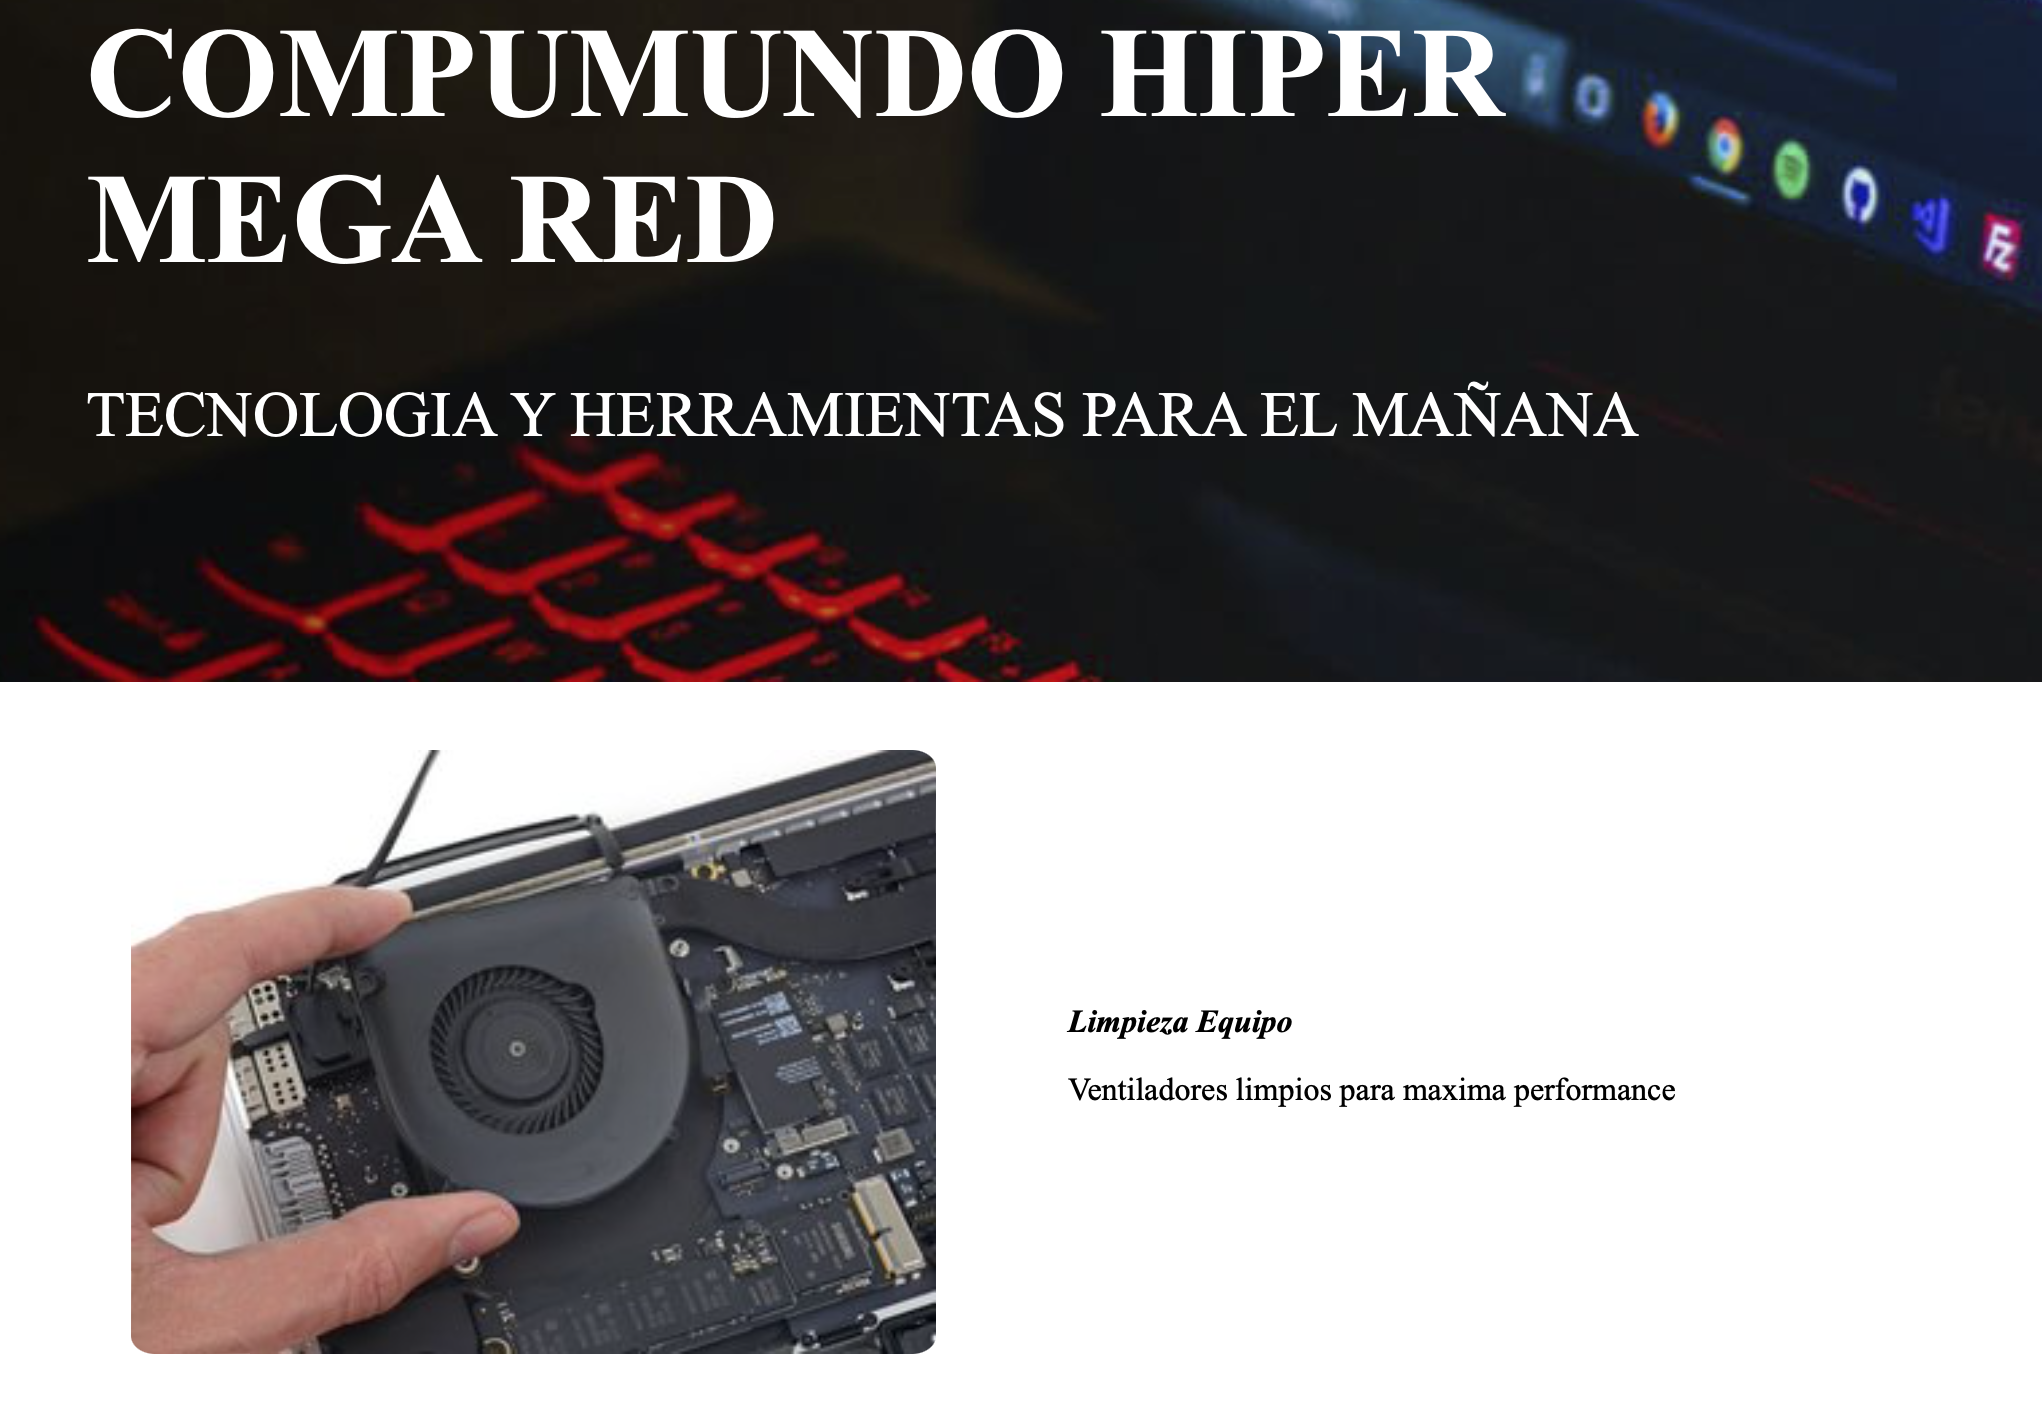 COMPUMUNDO HIPER
MEGA RED
TECNOLOGIA Y HERRAMIENTAS PARA EL MAÑANA
Limpieza Equipo
Ventiladores limpios para maxima performance